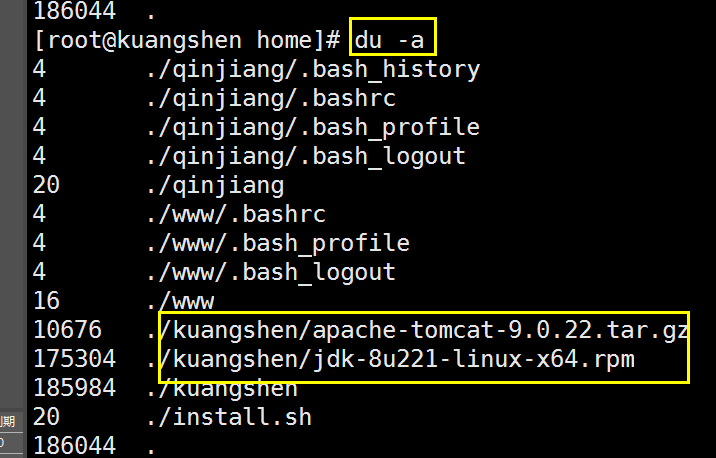 186044 .
[root@kuangshen home]# du -a
4 ./qinjiang/.bash_history
4 ./qinjiang/.bashrc
4 ./qinjiang/.bash_profile
4 ./qinjiang/.bash_logout
20 ./qinjiang
4 ./www/.bashrc
4 ./www/.bash_profile
4 ./www/.bash_logout
16 ./www
10676 ./kuangshen/apache-tomcat-9.0.22.tar.gz
175304 ./kuangshen/jdk-8u221-linux-x64.rpm
185984 ./kuangshen
20 ./install.sh
186044 .